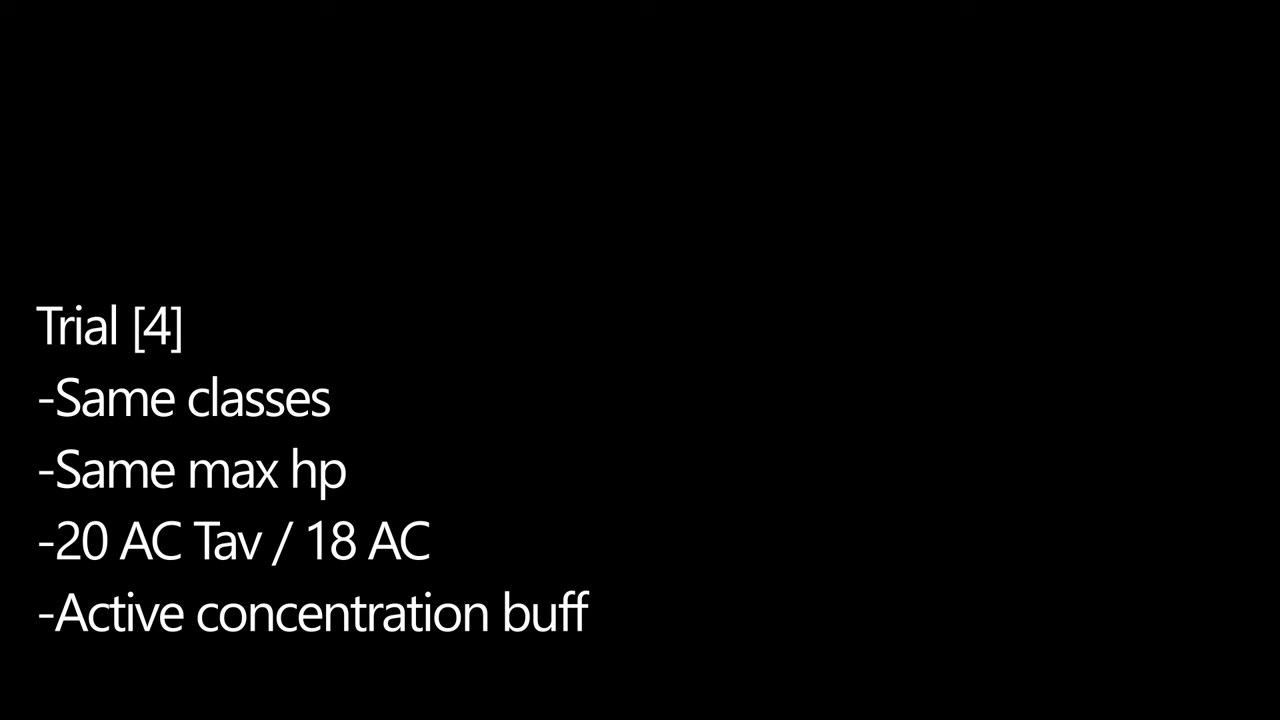 Trial [4]
-Same classes
-Same max hp
-20 AC Tav / 18 AC
-Active concentration buff